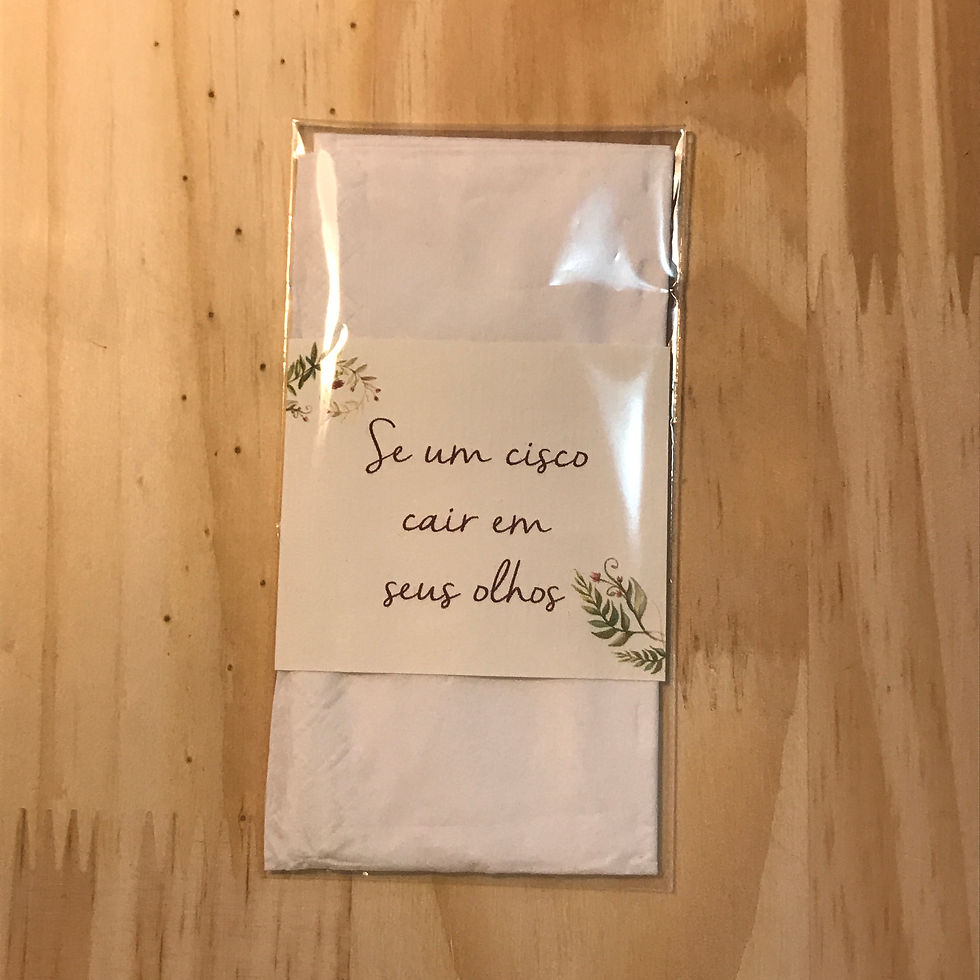 Se um cisco
cair em
seus olhos